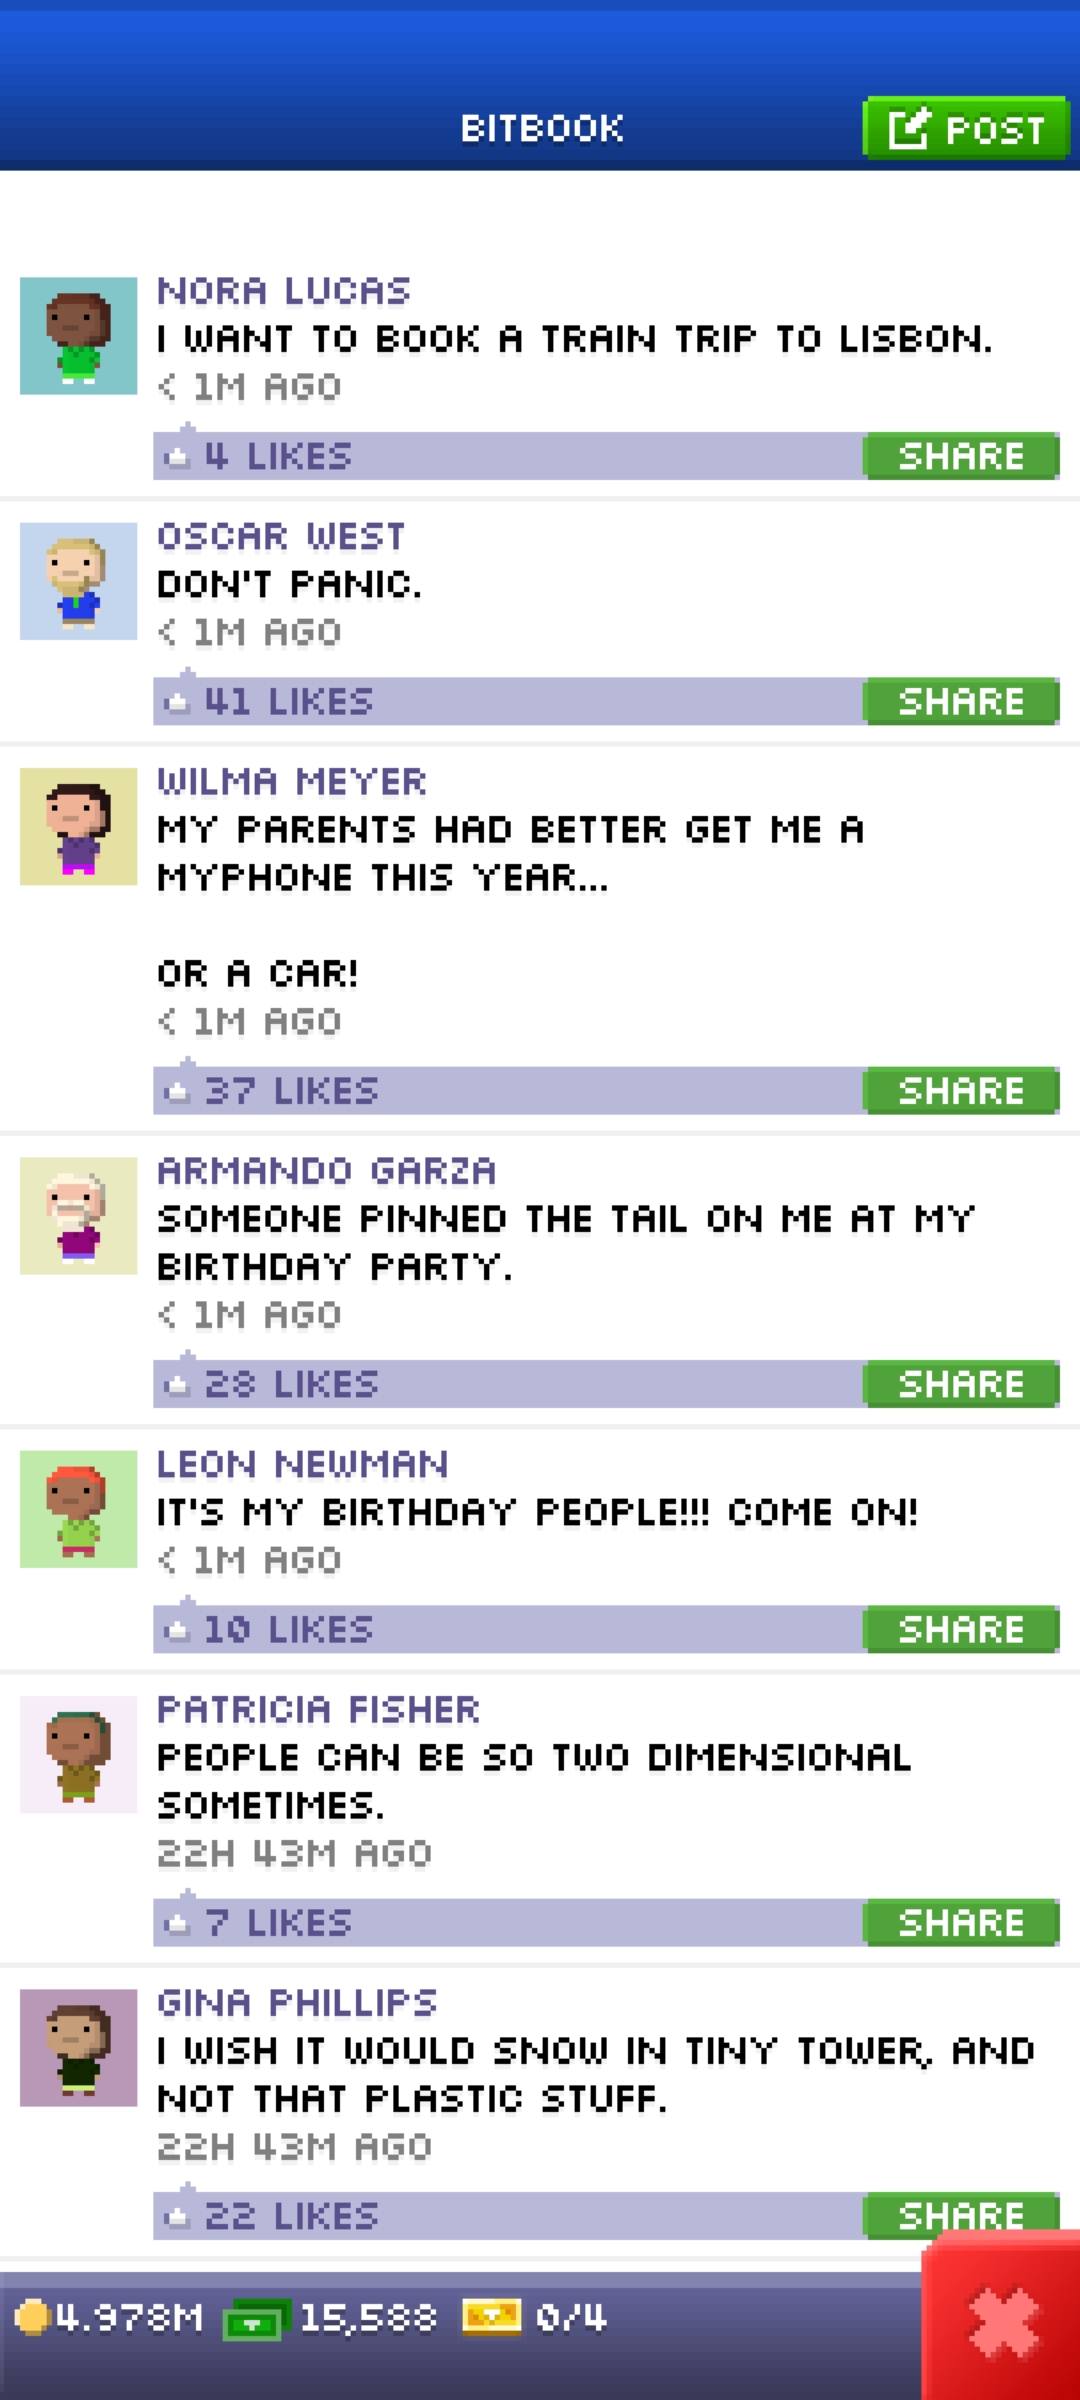 BITBOOK
POST
NORA LUCAS
I WANT TO BOOK A TRAIN TRIP TO LISBON.
< 1M AGO
4 LIKES
SHARE
OSCAR WEST
DON'T PANIC.
< 1M AGO
41 LIKES
SHARE
WILMA MEYER
MY PARENTS HAD BETTER GET ME A
MYPHONE THIS YEAR...
OR A CAR!
< 1M AGO
37 LIKES
SHARE
ARMANDO GARZA
SOMEONE PINNED THE TAIL ON ME AT MY
BIRTHDAY PARTY.
< 1M AGO
28 LIKES
SHARE
LEON NEWMAN
IT'S MY BIRTHDAY PEOPLE!!! COME ON!
< 1M AGO
10 LIKES
SHARE
PATRICIA FISHER
PEOPLE CAN BE SO TWO DIMENSIONAL
SOMETIMES.
22H 43M AGO
7 LIKES
SHARE
GINA PHILLIPS
I WISH IT WOULD SNOW IN TINY TOWER, AND
NOT THAT PLASTIC STUFF.
22H 43M AGO
22 LIKES
SHARE
4.978M 15,588 0/4